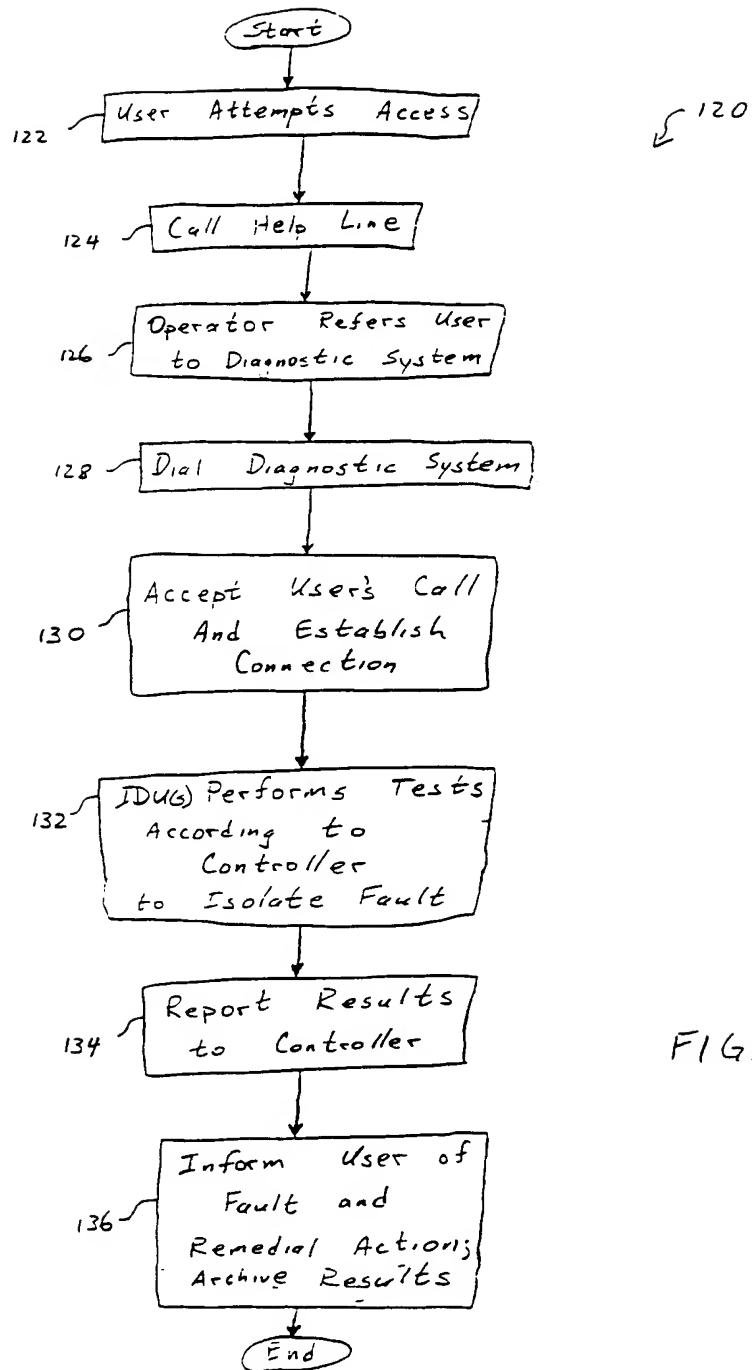 Start
122 User Attempts Access
120
124 Call Help Line
126 Operator Refers User
to Diagnostic System
128 Dial Diagnostic System
130 Accept User's Call
And Establish
Connection
132 IDU(s) Performs Tests
According to
Controller
to Isolate Fault
134 Report Results
to Controller
FIG.
136 Inform User of
Fault and
Remedial Action;
Archive Results
End